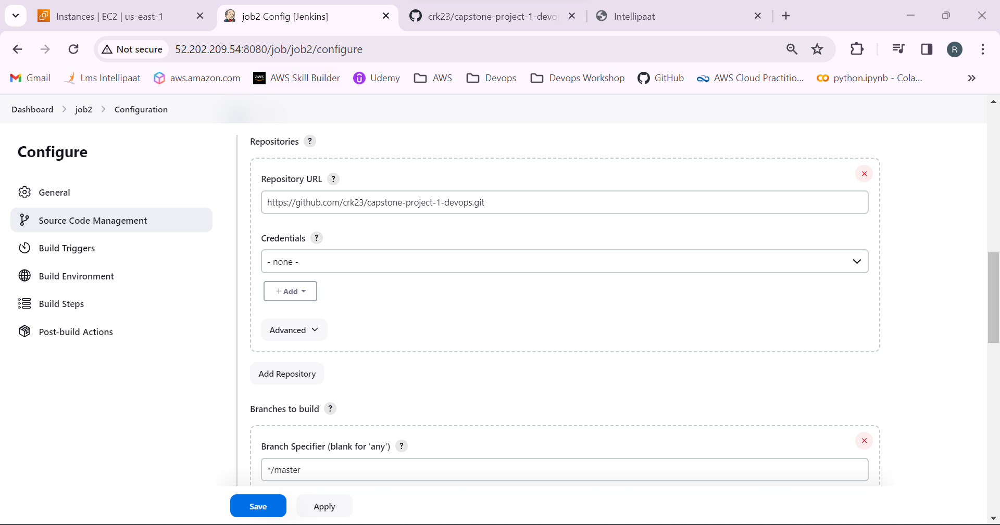 Instances | EC2 | us-east-1
job2 Config [Jenkins]
crk23/capstone-project-1-devo
Intellipaat
Not secure
52.202.209.54:8080/job/job2/configure
R
Gmail
Lms Intellipaat
aws.amazon.com
aws
AWS Skill Builder
Udemy
AWS
Devops
Devops Workshop
GitHub
AWS Cloud Practitio...
python.ipynb - Cola...
Dashboard
job2
Configuration
Configure
General
Source Code Management
Build Triggers
Build Environment
Build Steps
Post-build Actions
Repositories ?
Repository URL ?
https://github.com/crk23/capstone-project-1-devops.git
Credentials ?
- none -
+ Add
Advanced
Add Repository
Branches to build ?
Branch Specifier (blank for 'any') ?
*/master
Save
Apply